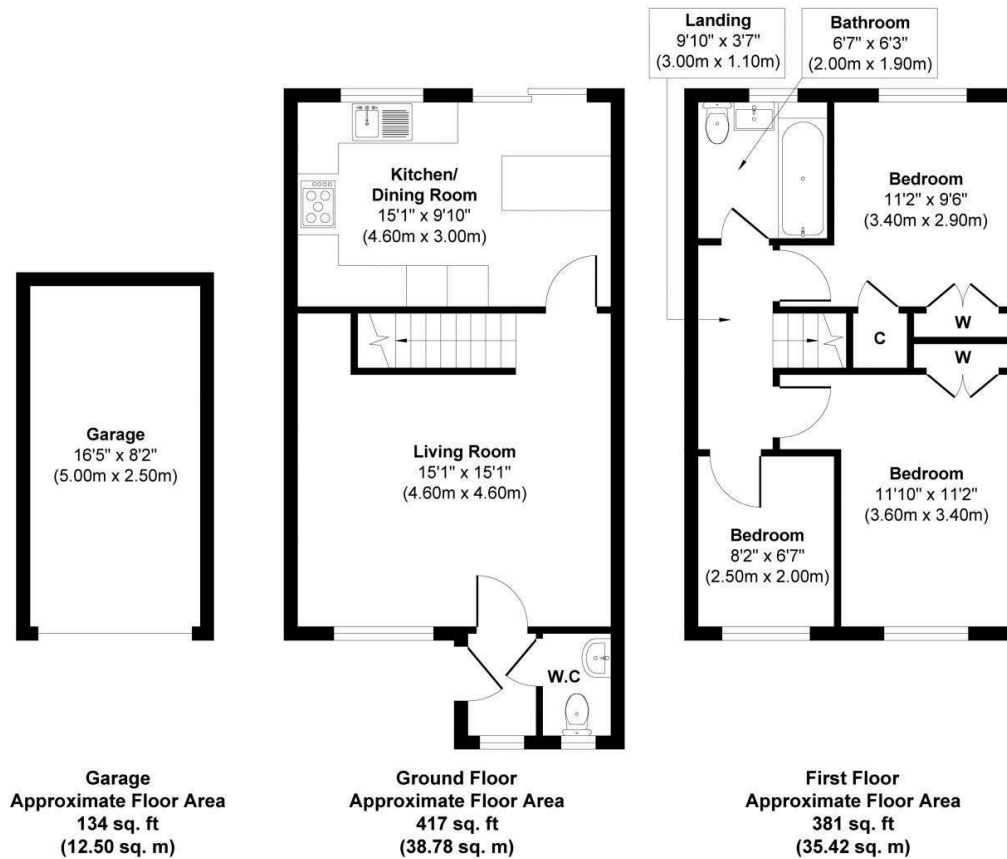 Landing
9'10" x 3'7"
(3.00m x 1.10m)
Bathroom
6'7" x 6'3"
(2.00m x 1.90m)
Kitchen/
Dining Room
15'1" x 9'10"
(4.60m x 3.00m)
Bedroom
11'2" x 9'6"
(3.40m x 2.90m)
W
C
W
Garage
16'5" x 8'2"
(5.00m x 2.50m)
Living Room
15'1" x 15'1"
(4.60m x 4.60m)
Bedroom
11'10" x 11'2"
(3.60m x 3.40m)
Bedroom
8'2" x 6'7"
(2.50m x 2.00m)
W.C
Garage
Approximate Floor Area
134 sq. ft
(12.50 sq. m)
Ground Floor
Approximate Floor Area
417 sq. ft
(38.78 sq. m)
First Floor
Approximate Floor Area
381 sq. ft
(35.42 sq. m)